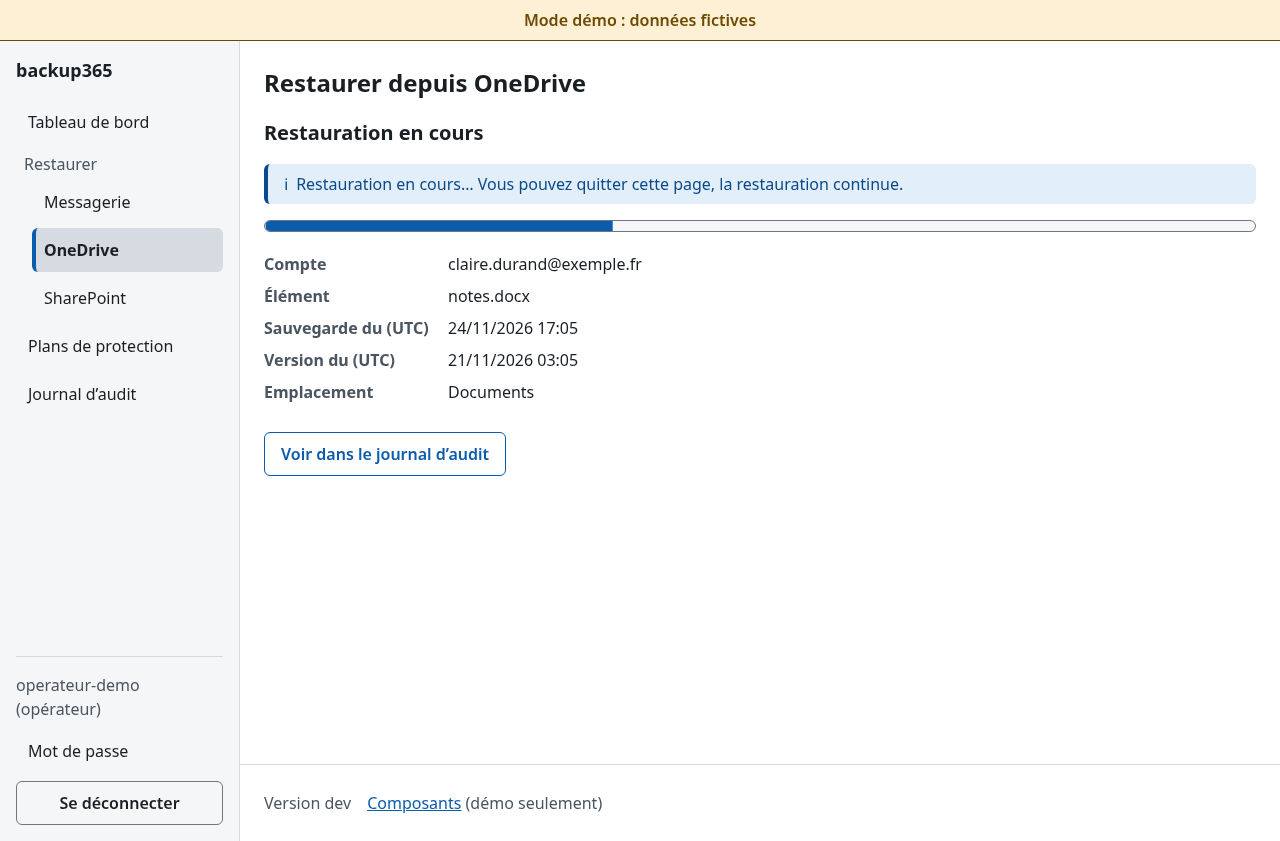 Mode démo : données fictives
backup365
Tableau de bord
Restaurer
Messagerie
OneDrive
SharePoint
Plans de protection
Journal d’audit
operateur-demo
(opérateur)
Mot de passe
Se déconnecter
Restaurer depuis OneDrive
Restauration en cours
i Restauration en cours… Vous pouvez quitter cette page, la restauration continue.
Compte claire.durand@exemple.fr
Élément notes.docx
Sauvegarde du (UTC) 24/11/2026 17:05
Version du (UTC) 21/11/2026 03:05
Emplacement Documents
Voir dans le journal d’audit
Version dev Composants (démo seulement)